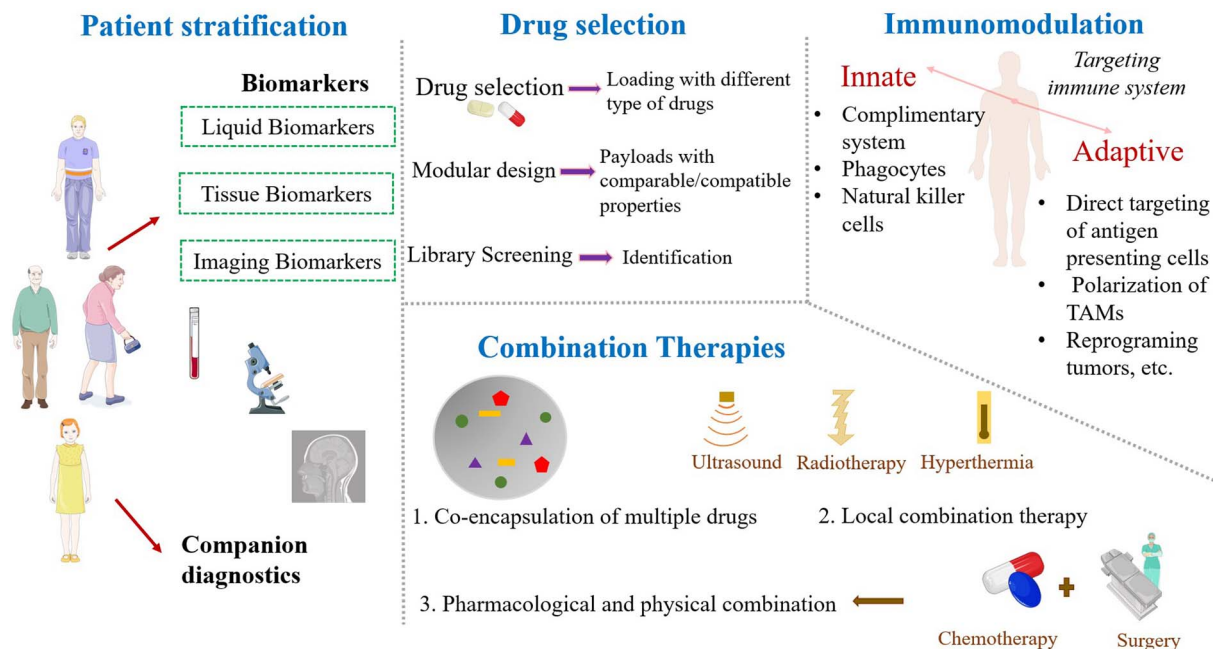 Patient stratification
Biomarkers
Liquid Biomarkers
Tissue Biomarkers
Imaging Biomarkers
Companion
diagnostics
Drug selection
Drug selection
Loading with different
type of drugs
Modular design
Payloads with
comparable/compatible
properties
Library Screening
Identification
Immunomodulation
Targeting
immune system
Innate
• Complimentary
system
• Phagocytes
• Natural killer
cells
Adaptive
• Direct targeting
of antigen
presenting cells
• Polarization of
TAMs
• Reprograming
tumors, etc.
Combination Therapies
Ultrasound
Radiotherapy
Hyperthermia
1. Co-encapsulation of multiple drugs
2. Local combination therapy
3. Pharmacological and physical combination
Chemotherapy
Surgery